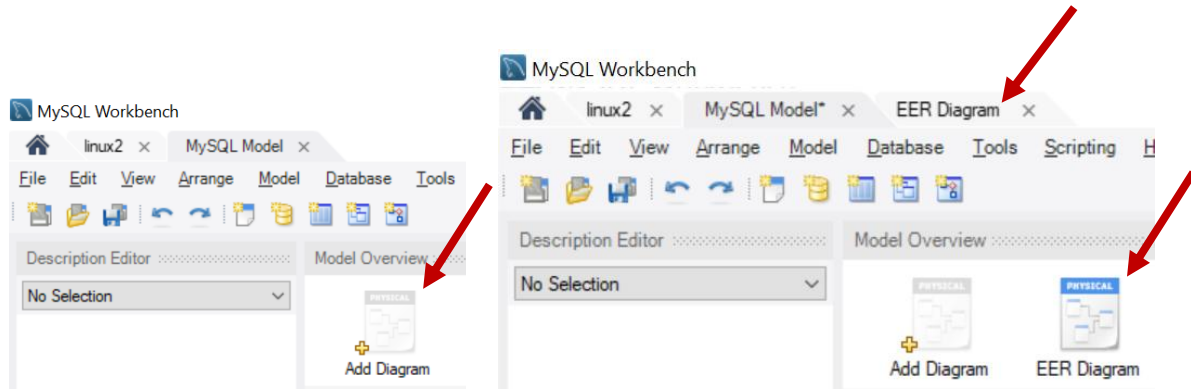 MySQL Workbench
linux2 MySQL Model
File Edit View Arrange Model Database Tools
Description Editor Model Overview
No Selection
PHYSICAL
Add Diagram
MySQL Workbench
linux2 MySQL Model* EER Diagram
File Edit View Arrange Model Database Tools Scripting H
Description Editor Model Overview
No Selection
PHYSICAL PHYSICAL
Add Diagram EER Diagram